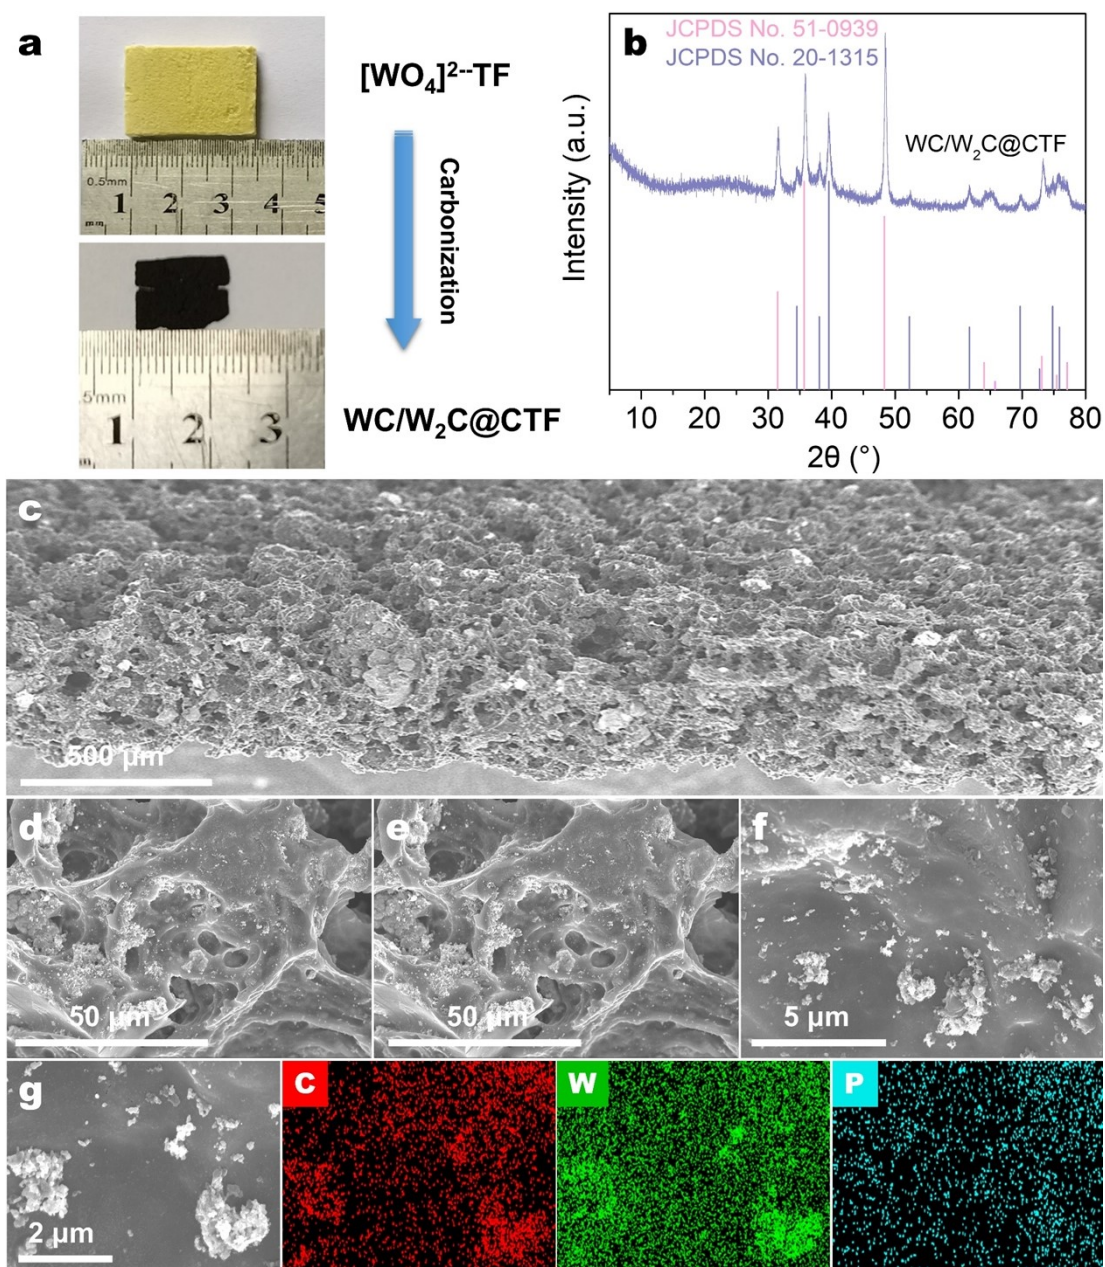 a
0.5mm
1 2 3 4 5
mm
[WO₄]²⁻-TF
Carbonization
.5mm
1 2 3
WC/W₂C@CTF
b
JCPDS No. 51-0939
JCPDS No. 20-1315
WC/W₂C@CTF
Intensity (a.u.)
10 20 30 40 50 60 70 80
2θ (°)
c
500 μm
d
50 μm
e
50 μm
f
5 μm
g
2 μm
C
W
P